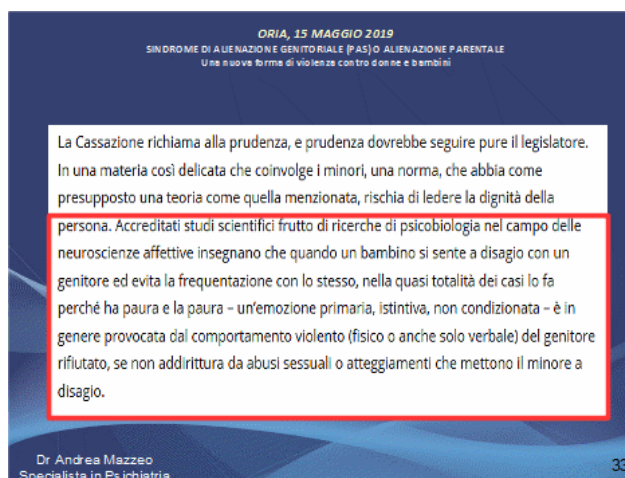 ORIA, 15 MAGGIO 2019
SINDROME DI ALIENAZIONE GENITORIALE (PAS) O ALIENAZIONE PARENTALE
Una nuova forma di violenza contro donne e bambini
La Cassazione richiama alla prudenza, e prudenza dovrebbe seguire pure il legislatore.
In una materia così delicata che coinvolge i minori, una norma, che abbia come
presupposto una teoria come quella menzionata, rischia di ledere la dignità della
persona. Accreditati studi scientifici frutto di ricerche di psicobiologia nel campo delle
neuroscienze affettive insegnano che quando un bambino si sente a disagio con un
genitore ed evita la frequentazione con lo stesso, nella quasi totalità dei casi lo fa
perché ha paura e la paura – un'emozione primaria, istintiva, non condizionata – è in
genere provocata dal comportamento violento (fisico o anche solo verbale) del genitore
rifiutato, se non addirittura da abusi sessuali o atteggiamenti che mettono il minore a
disagio.
Dr Andrea Mazzeo
Specialista in Psichiatria
33